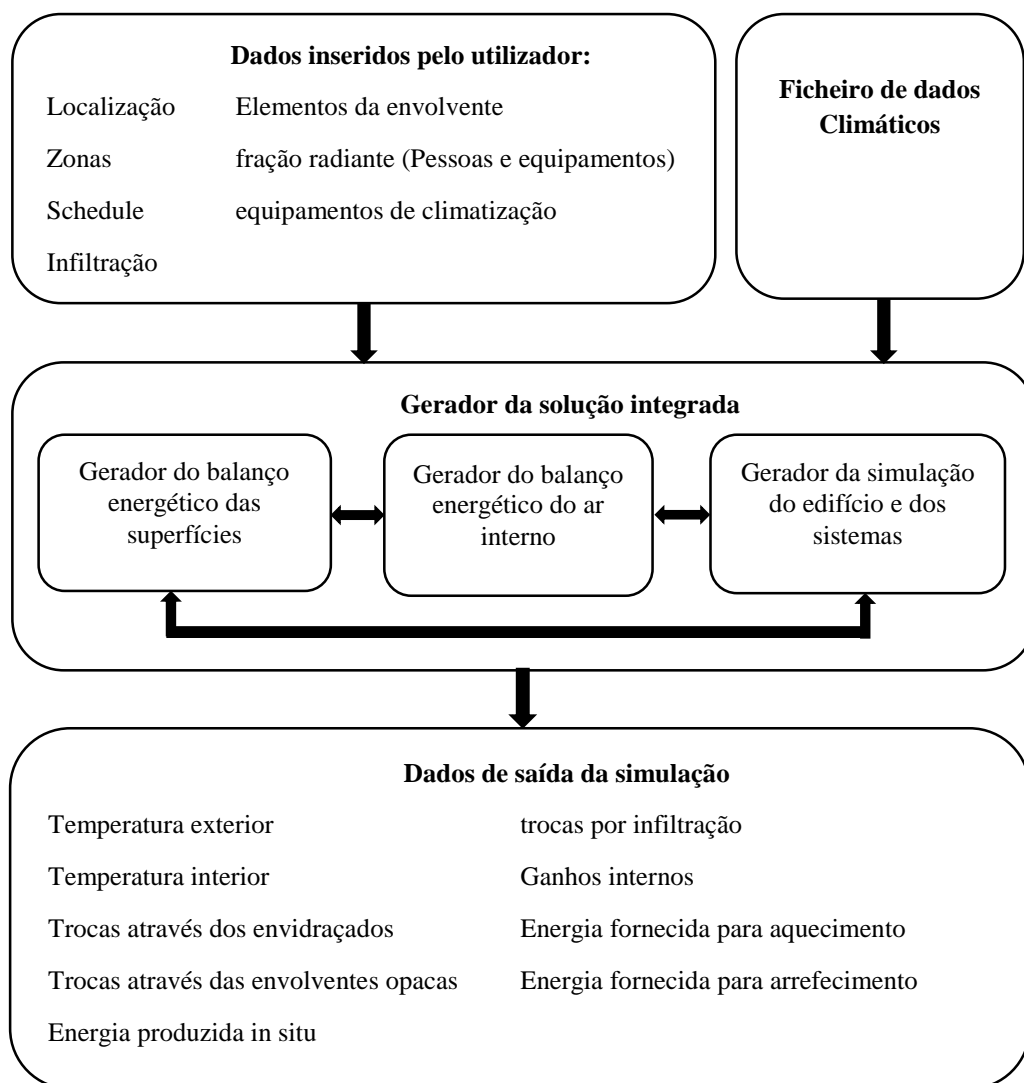 Dados inseridos pelo utilizador:
Localização Elementos da envolvente
Zonas fração radiante (Pessoas e equipamentos)
Schedule equipamentos de climatização
Infiltração
Ficheiro de dados
Climáticos
Gerador da solução integrada
Gerador do balanço
energético das
superfícies
Gerador do balanço
energético do ar
interno
Gerador da simulação
do edifício e dos
sistemas
Dados de saída da simulação
Temperatura exterior trocas por infiltração
Temperatura interior Ganhos internos
Trocas através dos envidraçados Energia fornecida para aquecimento
Trocas através das envolventes opacas Energia fornecida para arrefecimento
Energia produzida in situ